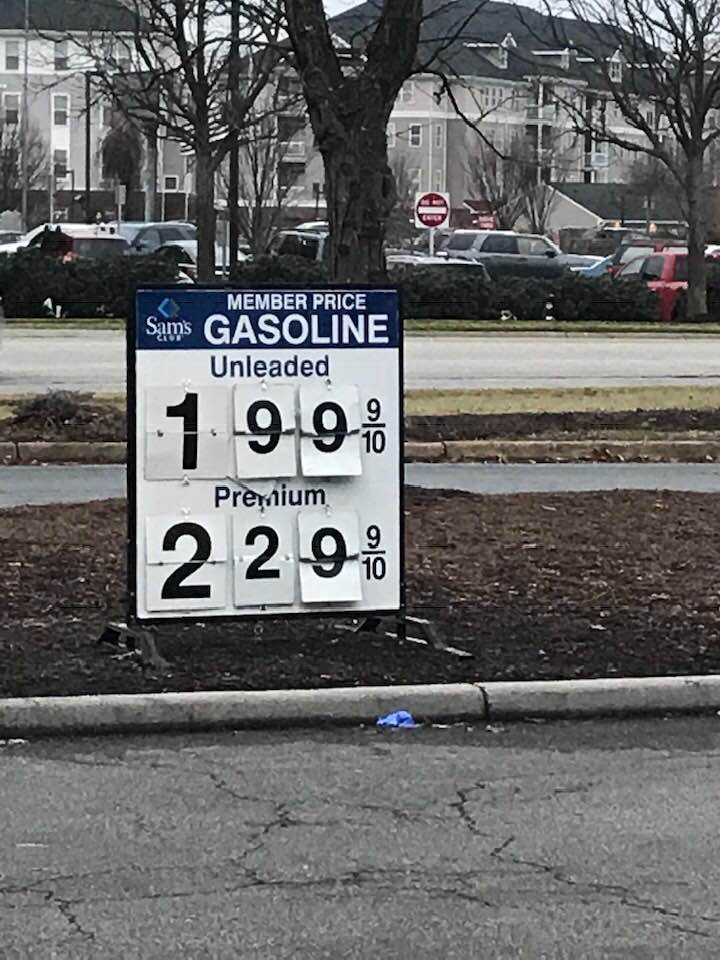 DO NOT
ENTER
Sam's
CLUB
MEMBER PRICE
GASOLINE
Unleaded
1 9 9 9/10
Premium
2 2 9 9/10